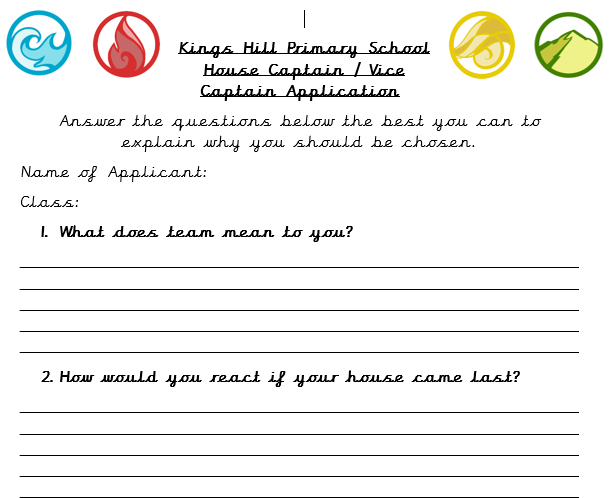 Kings Hill Primary School
House Captain / Vice
Captain Application
Answer the questions below the best you can to
explain why you should be chosen.
Name of Applicant:
Class:
1. What does team mean to you?
2. How would you react if your house came last?